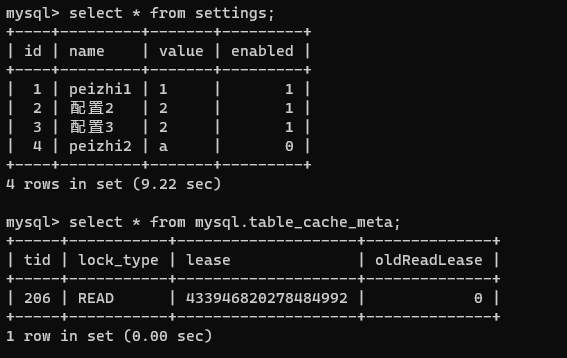 mysql> select * from settings;
+----+---------+-------+---------+
| id | name    | value | enabled |
+----+---------+-------+---------+
|  1 | peizhi1 | 1     |       1 |
|  2 | 配置2   | 2     |       1 |
|  3 | 配置3   | 2     |       1 |
|  4 | peizhi2 | a     |       0 |
+----+---------+-------+---------+
4 rows in set (9.22 sec)
mysql> select * from mysql.table_cache_meta;
+-----+-----------+--------------------+--------------+
| tid | lock_type | lease              | oldReadLease |
+-----+-----------+--------------------+--------------+
| 206 | READ      | 433946820278484992 |            0 |
+-----+-----------+--------------------+--------------+
1 row in set (0.00 sec)